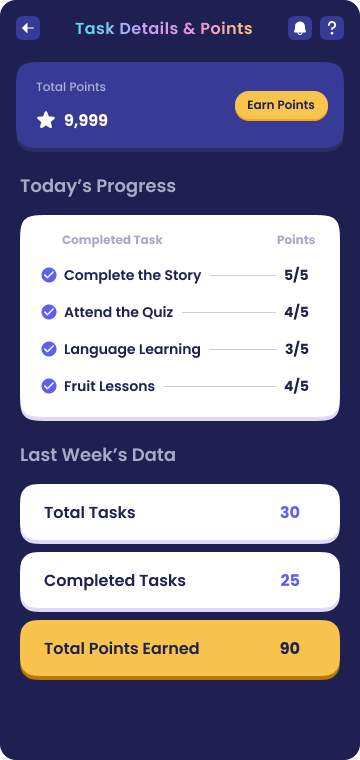 Task Details & Points
Total Points
9,999
Earn Points
Today's Progress
Completed Task Points
Complete the Story 5/5
Attend the Quiz 4/5
Language Learning 3/5
Fruit Lessons 4/5
Last Week's Data
Total Tasks 30
Completed Tasks 25
Total Points Earned 90